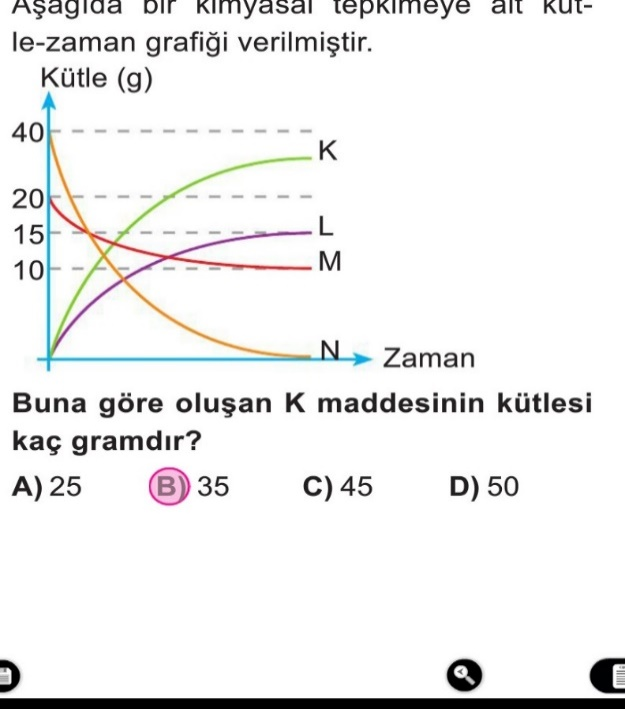 Aşağıda bir kimyasal tepkimeye ait küt-
le-zaman grafiği verilmiştir.
Kütle (g)
40
K
20
15
L
10
M
N
Zaman
Buna göre oluşan K maddesinin kütlesi
kaç gramdır?
A) 25 B) 35 C) 45 D) 50